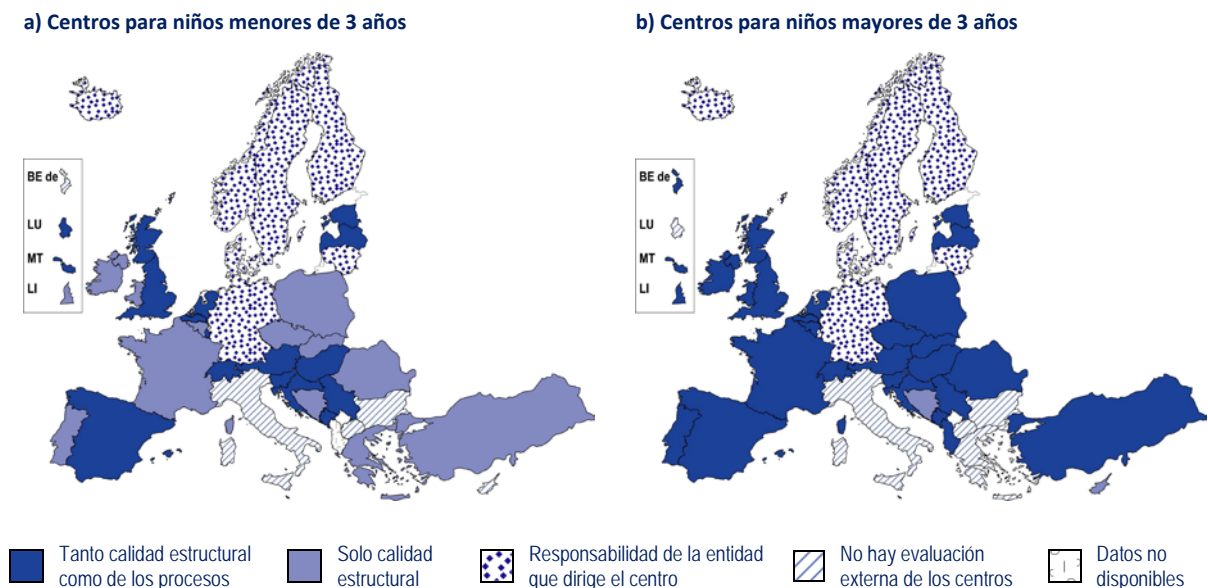 a) Centros para niños menores de 3 años
b) Centros para niños mayores de 3 años
BE de
LU
MT
LI
BE de
LU
MT
LI
Tanto calidad estructural
como de los procesos
Solo calidad
estructural
Responsabilidad de la entidad
que dirige el centro
No hay evaluación
externa de los centros
Datos no
disponibles